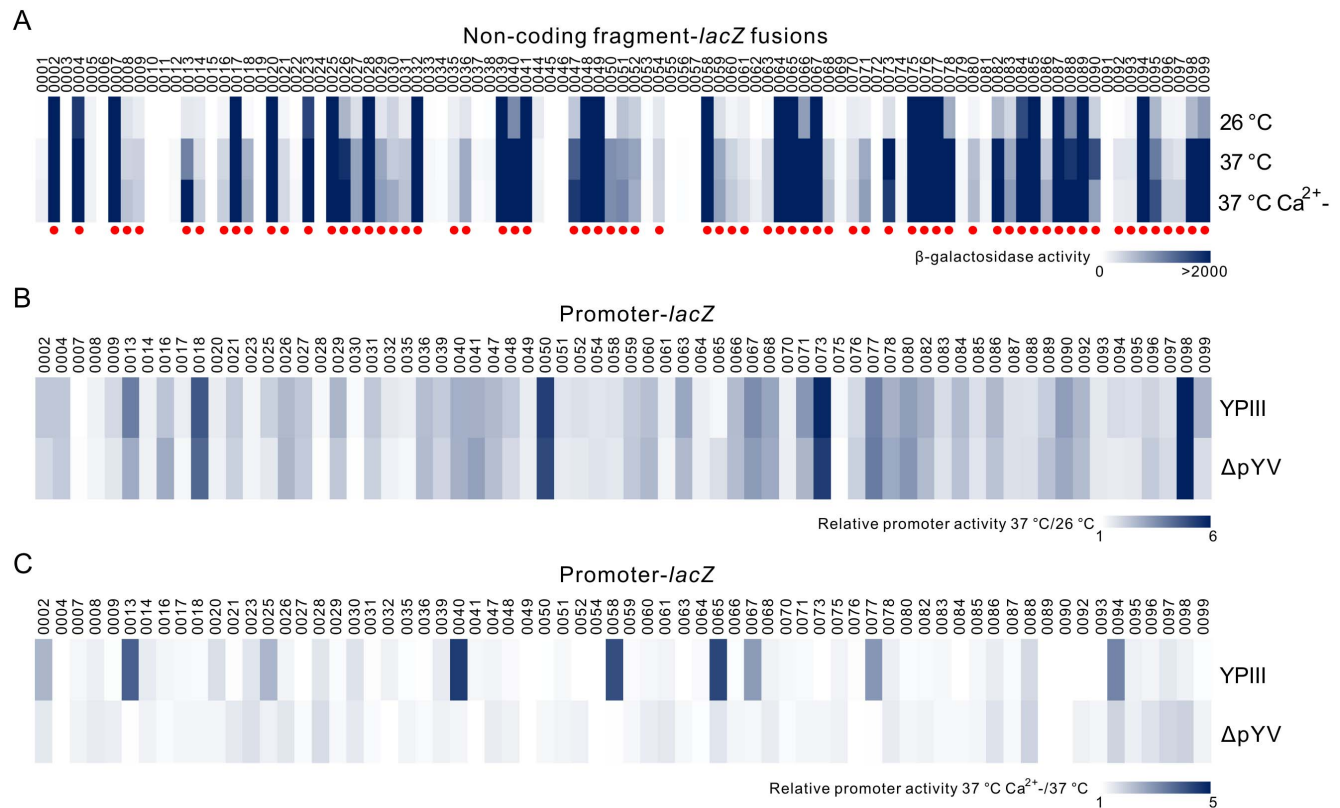 A
Non-coding fragment-lacZ fusions
0001 0002 0003 0004 0005 0006 0007 0008 0009 0010 0011 0012 0013 0014 0015 0016 0017 0018 0019 0020 0021 0022 0023 0024 0025 0026 0027 0028 0029 0030 0031 0032 0033 0034 0035 0036 0037 0038 0039 0040 0041 0044 0045 0046 0047 0048 0049 0050 0051 0052 0054 0055 0056 0057 0058 0059 0060 0061 0062 0063 0064 0065 0066 0067 0068 0069 0070 0071 0072 0073 0074 0075 0076 0077 0078 0079 0080 0081 0082 0083 0084 0085 0086 0087 0088 0089 0090 0091 0092 0093 0094 0095 0096 0097 0098 0099
26 °C
37 °C
37 °C Ca²⁺-
β-galactosidase activity
0 >2000
B
Promoter-lacZ
0002 0004 0007 0008 0009 0013 0014 0016 0017 0018 0020 0021 0023 0025 0026 0027 0028 0029 0030 0031 0032 0035 0036 0039 0040 0041 0047 0048 0049 0050 0051 0052 0054 0058 0059 0060 0061 0063 0064 0065 0066 0067 0068 0070 0071 0073 0075 0076 0077 0078 0080 0082 0083 0084 0085 0086 0087 0088 0089 0090 0092 0093 0094 0095 0096 0097 0098 0099
YPIII
ΔpYV
Relative promoter activity 37 °C/26 °C
1 6
C
Promoter-lacZ
0002 0004 0007 0008 0009 0013 0014 0016 0017 0018 0020 0021 0023 0025 0026 0027 0028 0029 0030 0031 0032 0035 0036 0039 0040 0041 0047 0048 0049 0050 0051 0052 0054 0058 0059 0060 0061 0063 0064 0065 0066 0067 0068 0070 0071 0073 0075 0076 0077 0078 0080 0082 0083 0084 0085 0086 0087 0088 0089 0090 0092 0093 0094 0095 0096 0097 0098 0099
YPIII
ΔpYV
Relative promoter activity 37 °C Ca²⁺-/37 °C
1 5